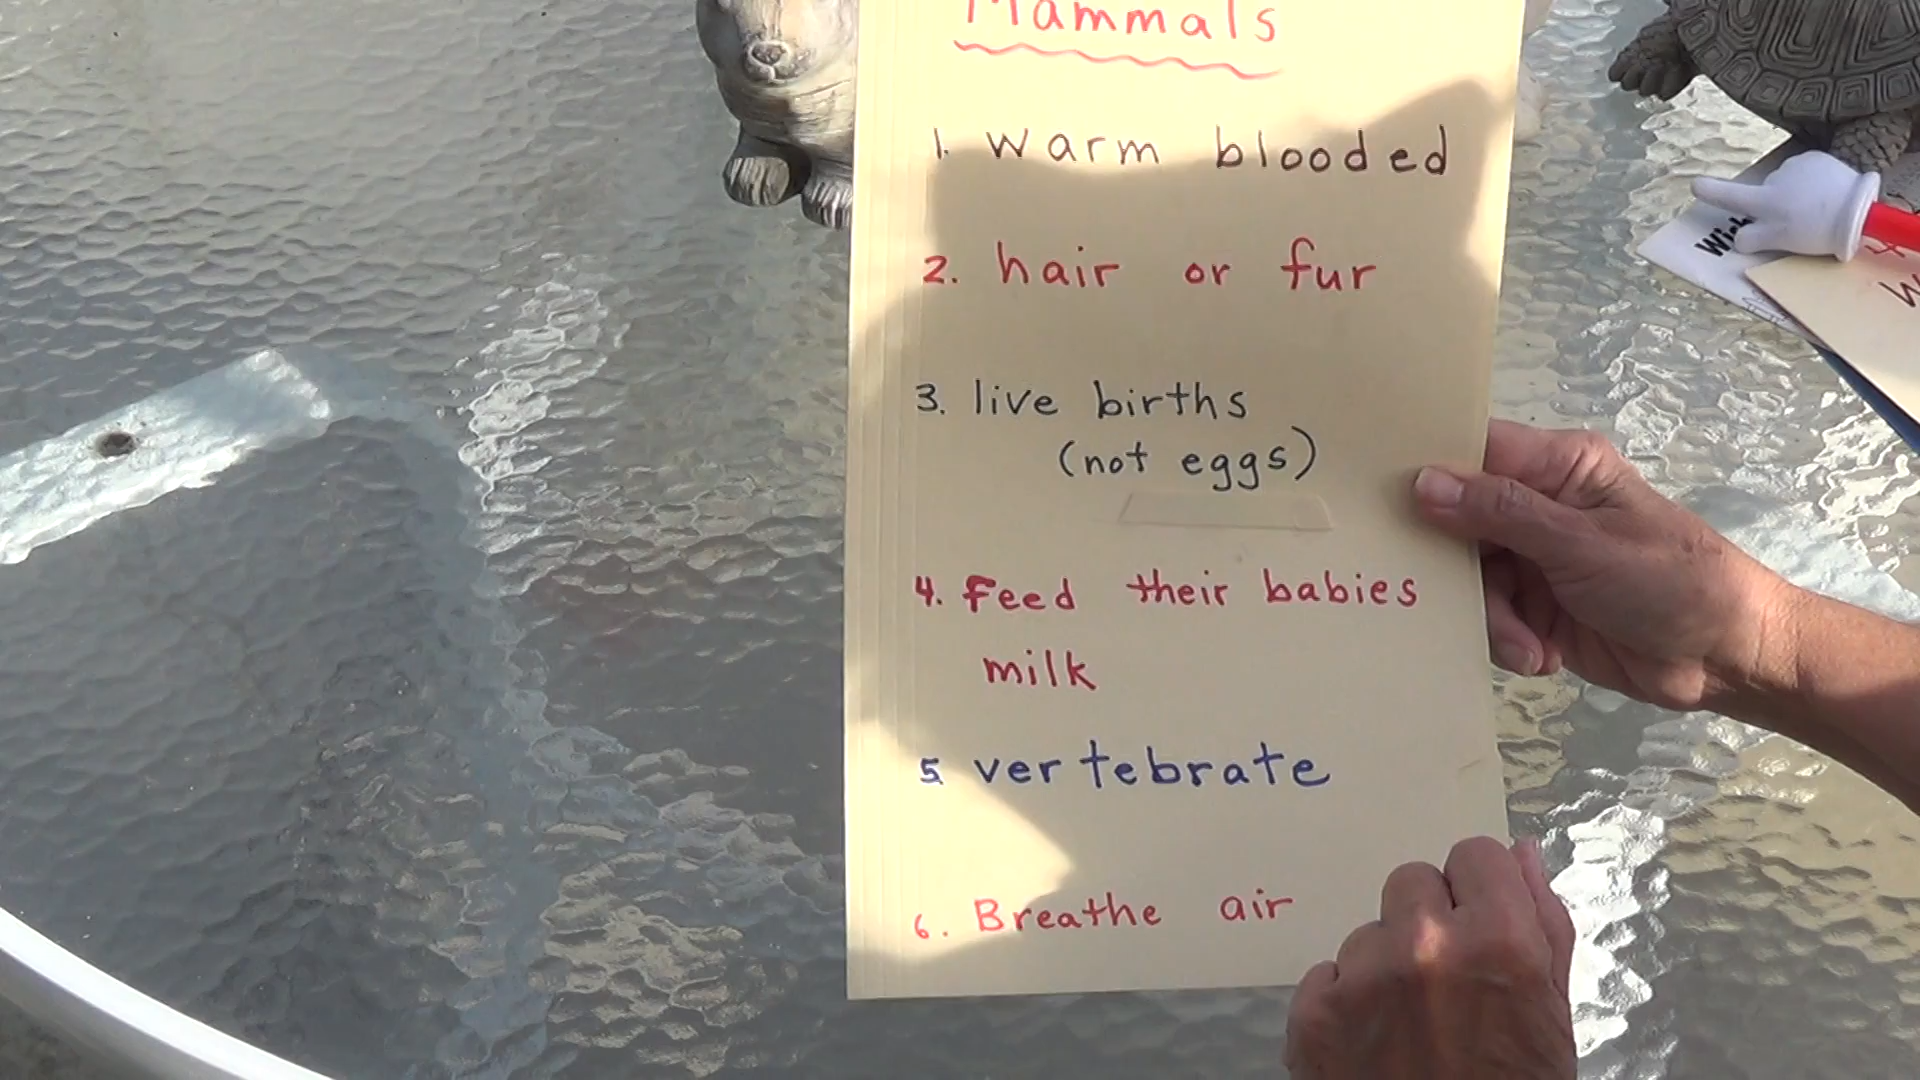 Mammals
1. warm blooded
2. hair or fur
3. live births
(not eggs)
4. Feed their babies
milk
5. vertebrate
6. Breathe air